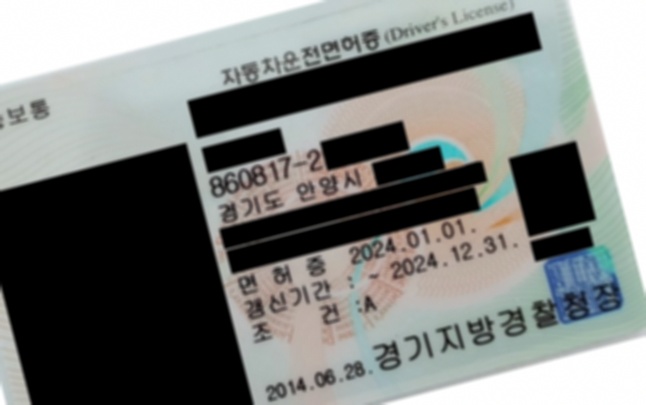 자동차운전면허증 (Driver's License)
보통
860817-2
경기도 안양시
면 허 증 2024.01.01.
갱신기간 : ~ 2024.12.31.
조 건 :A
2014.06.28. 경기지방경찰청장